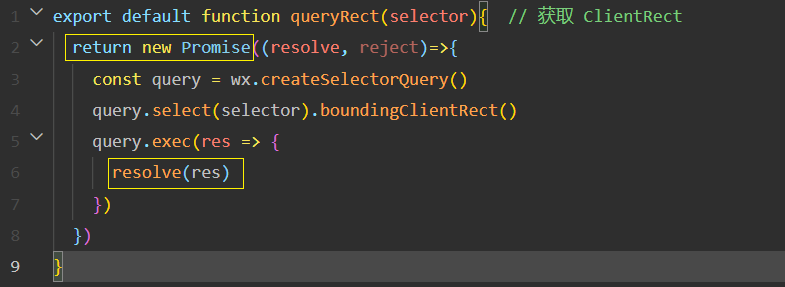 1 export default function queryRect(selector){  // 获取 ClientRect
2   return new Promise((resolve, reject)=>{
3     const query = wx.createSelectorQuery()
4     query.select(selector).boundingClientRect()
5     query.exec(res => {
6       resolve(res)
7     })
8   })
9 }